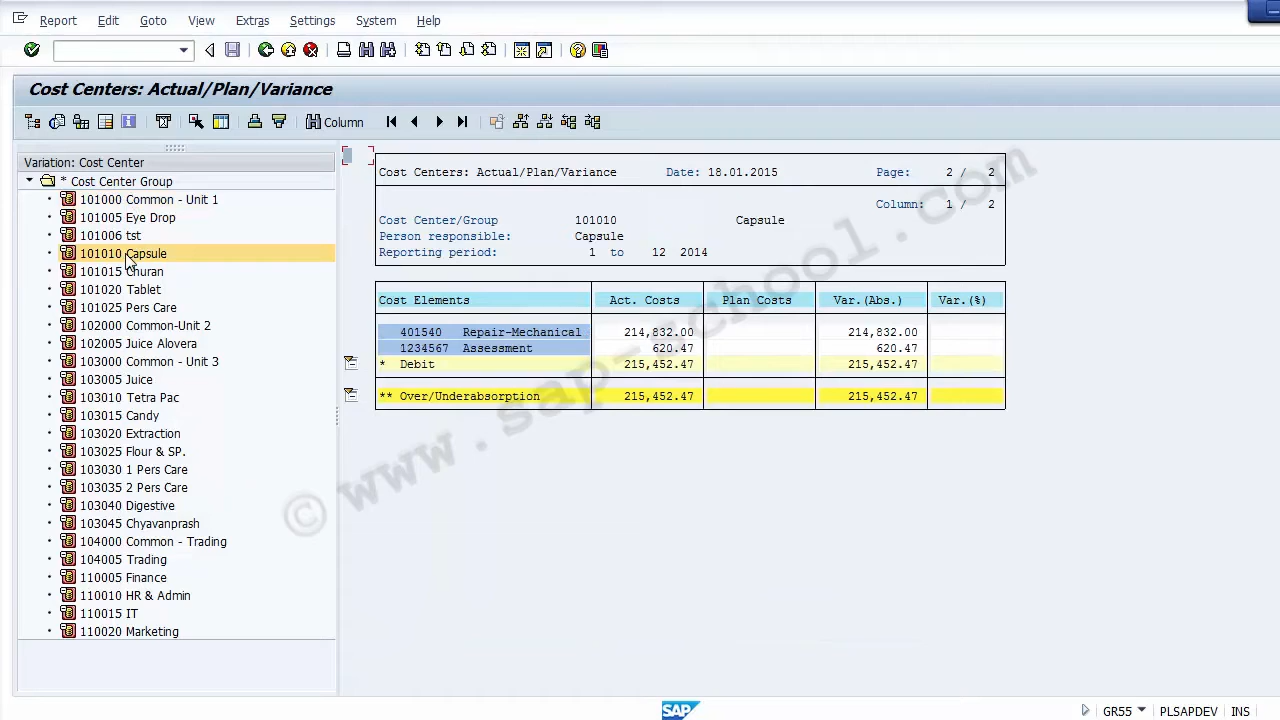 Report Edit Goto View Extras Settings System Help
Cost Centers: Actual/Plan/Variance
Column
Variation: Cost Center
* Cost Center Group
101000 Common - Unit 1
101005 Eye Drop
101006 tst
101010 Capsule
101015 Churan
101020 Tablet
101025 Pers Care
102000 Common-Unit 2
102005 Juice Alovera
103000 Common - Unit 3
103005 Juice
103010 Tetra Pac
103015 Candy
103020 Extraction
103025 Flour & SP.
103030 1 Pers Care
103035 2 Pers Care
103040 Digestive
103045 Chyavanprash
104000 Common - Trading
104005 Trading
110005 Finance
110010 HR & Admin
110015 IT
110020 Marketing
Cost Centers: Actual/Plan/Variance Date: 18.01.2015 Page: 2 / 2
Column: 1 / 2
Cost Center/Group 101010 Capsule
Person responsible: Capsule
Reporting period: 1 to 12 2014
Cost Elements Act. Costs Plan Costs Var.(Abs.) Var.(%)
401540 Repair-Mechanical 214,832.00 214,832.00
1234567 Assessment 620.47 620.47
* Debit 215,452.47 215,452.47
** Over/Underabsorption 215,452.47 215,452.47
© www.sap-school.com
SAP
GR55 PLSAPDEV INS